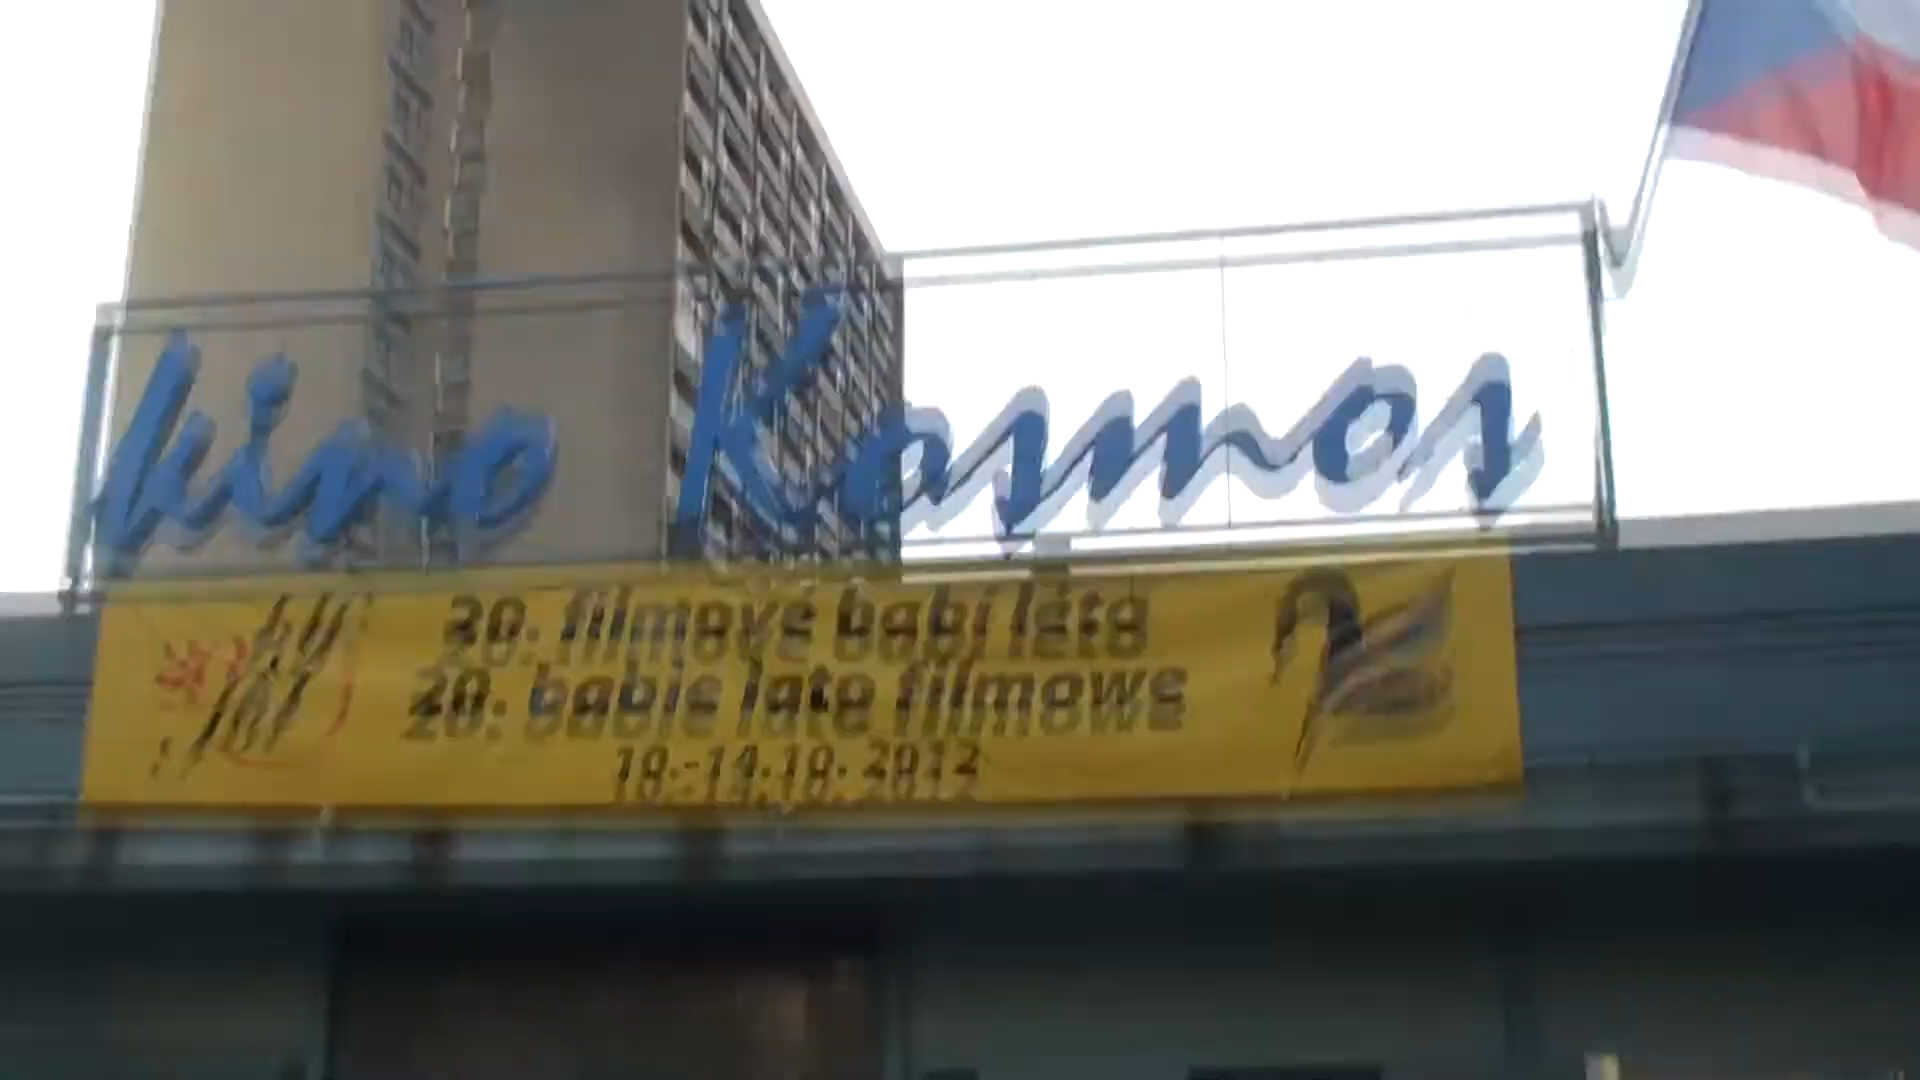 kino Kosmos
20. filmové babí léto
20. babie lato filmowe
10.-14.10.2012